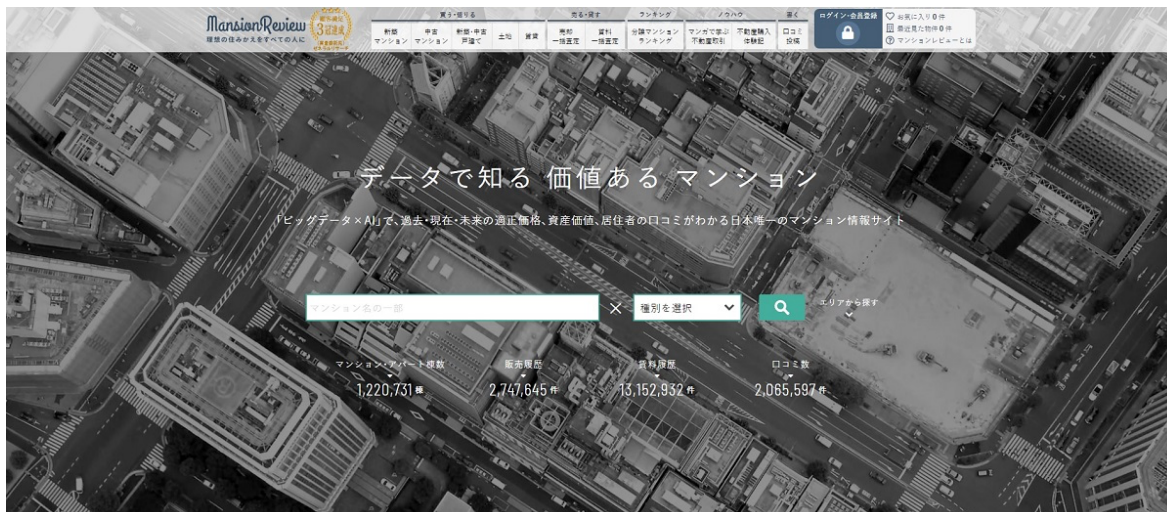 MansionReview
理想の住みかえをすべての人に
3冠達成
買う・借りる
新築
マンション
中古
マンション
新築・中古
戸建て
土地
賃貸
売る・貸す
売却
一括査定
賃料
一括査定
ランキング
分譲マンション
ランキング
ノウハウ
マンガで学ぶ
不動産取引
不動産購入
体験記
書く
口コミ
投稿
ログイン・会員登録
お気に入り0件
最近見た物件0件
マンションレビューとは
データで知る 価値ある マンション
「ビッグデータ×AI」で、過去・現在・未来の適正価格、資産価値、居住者の口コミがわかる日本唯一のマンション情報サイト
マンション名の一部
×
種別を選択
エリアから探す
マンション・アパート棟数
1,220,731 棟
販売履歴
2,747,645 件
賃料履歴
13,152,932 件
口コミ数
2,065,597 件